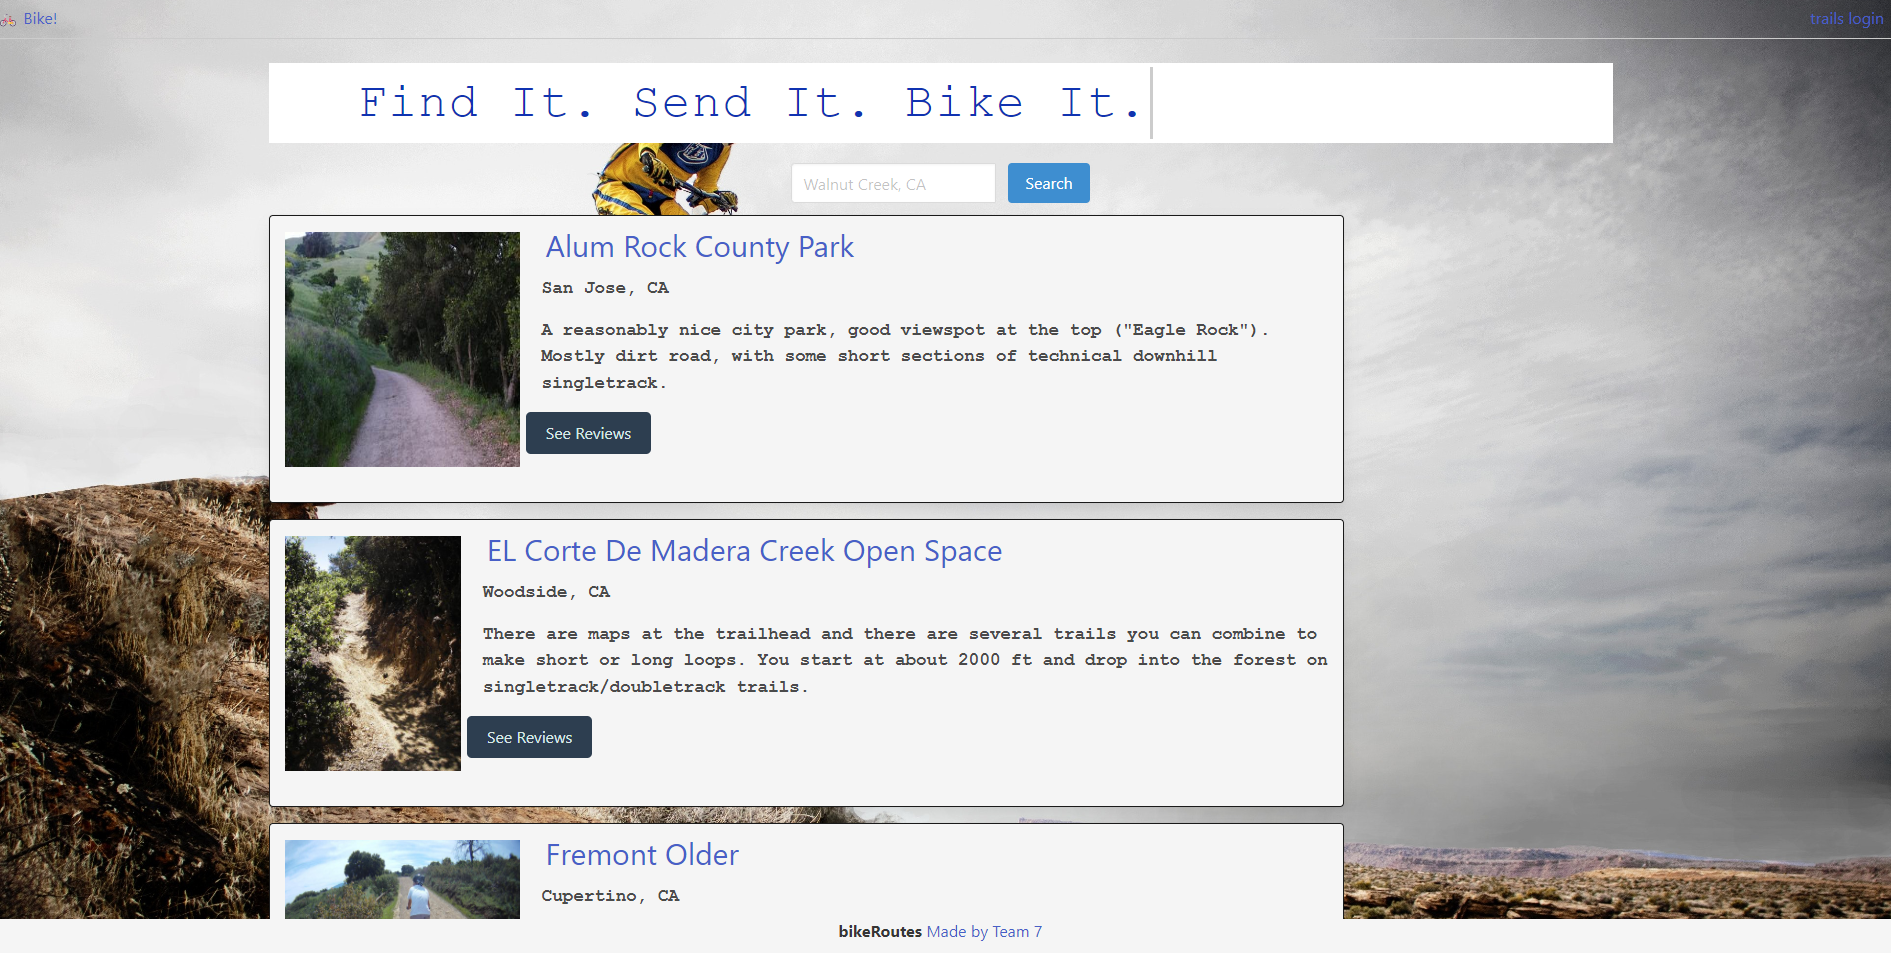 Bike!
trails login
Find It. Send It. Bike It.
Walnut Creek, CA
Search
Alum Rock County Park
San Jose, CA
A reasonably nice city park, good viewspot at the top ("Eagle Rock").
Mostly dirt road, with some short sections of technical downhill
singletrack.
See Reviews
EL Corte De Madera Creek Open Space
Woodside, CA
There are maps at the trailhead and there are several trails you can combine to
make short or long loops. You start at about 2000 ft and drop into the forest on
singletrack/doubletrack trails.
See Reviews
Fremont Older
Cupertino, CA
bikeRoutes Made by Team 7